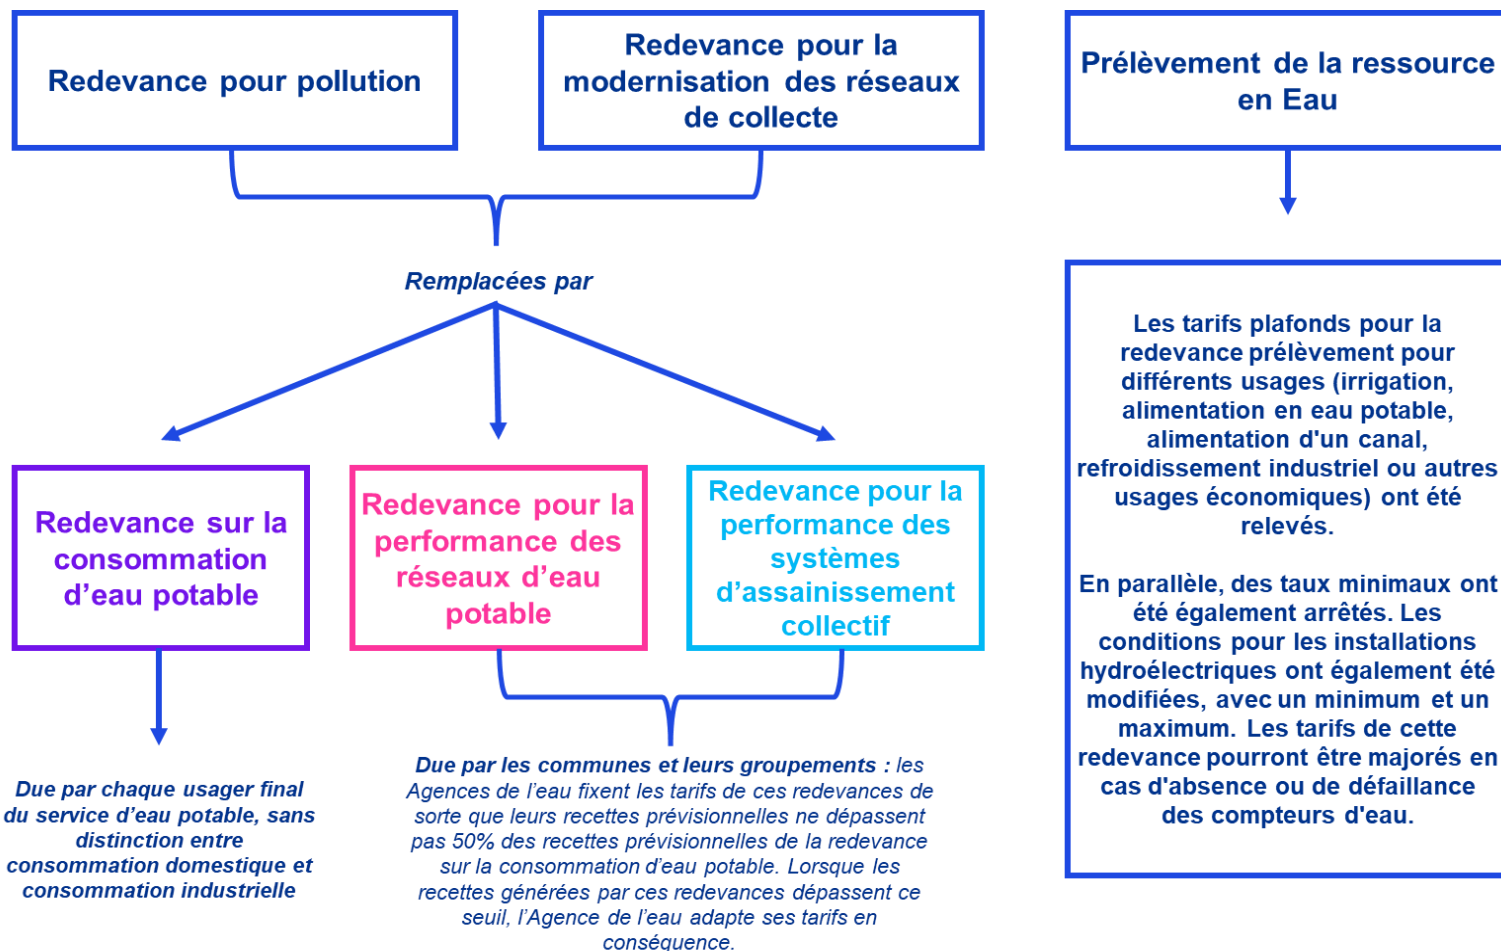 Redevance pour pollution
Redevance pour la
modernisation des réseaux
de collecte
Prélèvement de la ressource
en Eau
Remplacées par
Redevance sur la
consommation
d’eau potable
Redevance pour la
performance des
réseaux d’eau
potable
Redevance pour la
performance des
systèmes
d’assainissement
collectif
Due par chaque usager final
du service d’eau potable, sans
distinction entre
consommation domestique et
consommation industrielle
Due par les communes et leurs groupements : les
Agences de l’eau fixent les tarifs de ces redevances de
sorte que leurs recettes prévisionnelles ne dépassent
pas 50% des recettes prévisionnelles de la redevance
sur la consommation d’eau potable. Lorsque les
recettes générées par ces redevances dépassent ce
seuil, l’Agence de l’eau adapte ses tarifs en
conséquence.
Les tarifs plafonds pour la
redevance prélèvement pour
différents usages (irrigation,
alimentation en eau potable,
alimentation d'un canal,
refroidissement industriel ou autres
usages économiques) ont été
relevés.
En parallèle, des taux minimaux ont
été également arrêtés. Les
conditions pour les installations
hydroélectriques ont également été
modifiées, avec un minimum et un
maximum. Les tarifs de cette
redevance pourront être majorés en
cas d'absence ou de défaillance
des compteurs d'eau.